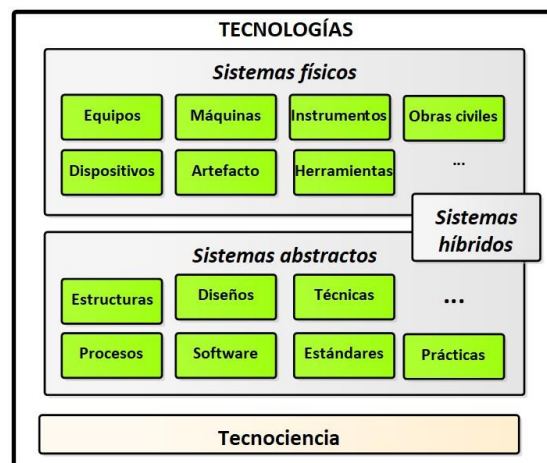 TECNOLOGÍAS
Sistemas físicos
Equipos
Máquinas
Instrumentos
Obras civiles
Dispositivos
Artefacto
Herramientas
...
Sistemas
híbridos
Sistemas abstractos
Estructuras
Diseños
Técnicas
...
Procesos
Software
Estándares
Prácticas
Tecnociencia